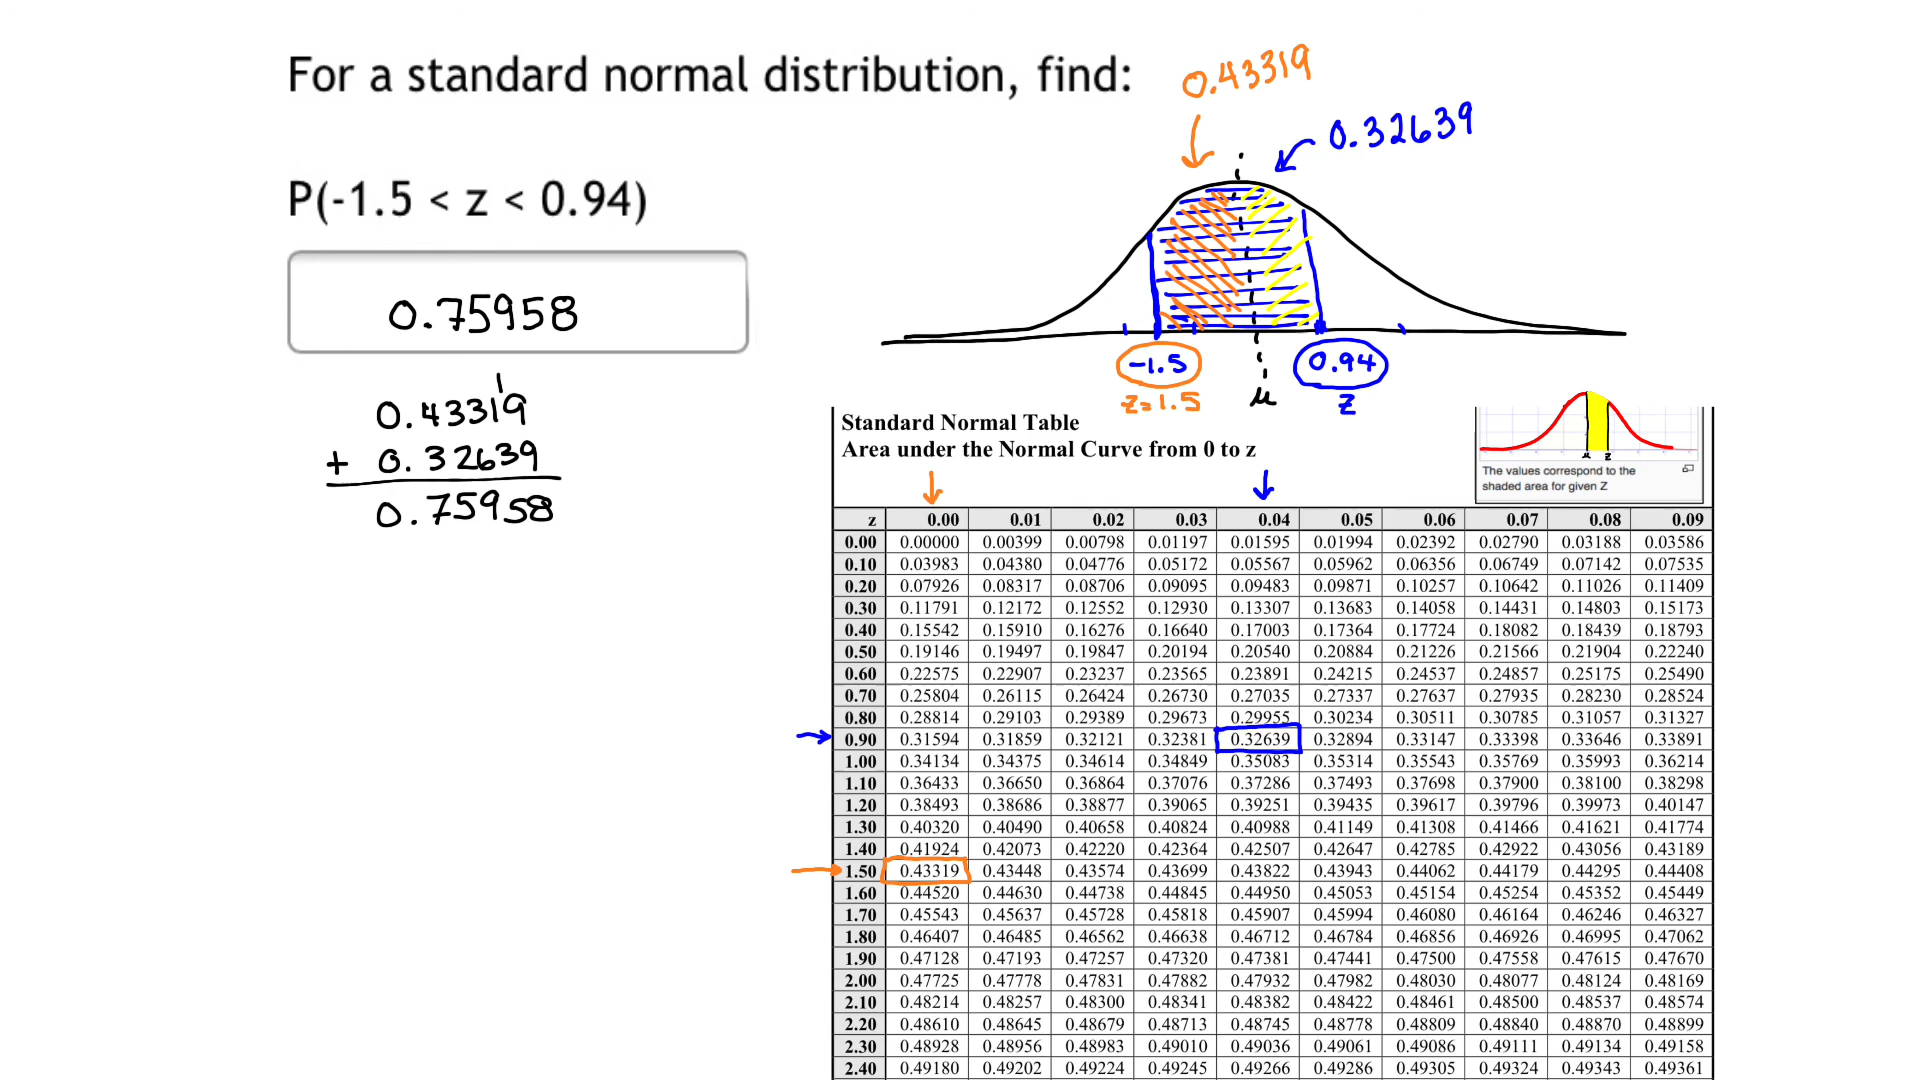 For a standard normal distribution, find:
P(-1.5 < z < 0.94)
0.75958
1
0.43319
+ 0.32639
0.75958
0.43319
0.32639
-1.5
0.94
z=1.5
μ
z
Standard Normal Table
Area under the Normal Curve from 0 to z
μ z
The values correspond to the
shaded area for given Z
z 0.00 0.01 0.02 0.03 0.04 0.05 0.06 0.07 0.08 0.09
0.00 0.00000 0.00399 0.00798 0.01197 0.01595 0.01994 0.02392 0.02790 0.03188 0.03586
0.10 0.03983 0.04380 0.04776 0.05172 0.05567 0.05962 0.06356 0.06749 0.07142 0.07535
0.20 0.07926 0.08317 0.08706 0.09095 0.09483 0.09871 0.10257 0.10642 0.11026 0.11409
0.30 0.11791 0.12172 0.12552 0.12930 0.13307 0.13683 0.14058 0.14431 0.14803 0.15173
0.40 0.15542 0.15910 0.16276 0.16640 0.17003 0.17364 0.17724 0.18082 0.18439 0.18793
0.50 0.19146 0.19497 0.19847 0.20194 0.20540 0.20884 0.21226 0.21566 0.21904 0.22240
0.60 0.22575 0.22907 0.23237 0.23565 0.23891 0.24215 0.24537 0.24857 0.25175 0.25490
0.70 0.25804 0.26115 0.26424 0.26730 0.27035 0.27337 0.27637 0.27935 0.28230 0.28524
0.80 0.28814 0.29103 0.29389 0.29673 0.29955 0.30234 0.30511 0.30785 0.31057 0.31327
0.90 0.31594 0.31859 0.32121 0.32381 0.32639 0.32894 0.33147 0.33398 0.33646 0.33891
1.00 0.34134 0.34375 0.34614 0.34849 0.35083 0.35314 0.35543 0.35769 0.35993 0.36214
1.10 0.36433 0.36650 0.36864 0.37076 0.37286 0.37493 0.37698 0.37900 0.38100 0.38298
1.20 0.38493 0.38686 0.38877 0.39065 0.39251 0.39435 0.39617 0.39796 0.39973 0.40147
1.30 0.40320 0.40490 0.40658 0.40824 0.40988 0.41149 0.41308 0.41466 0.41621 0.41774
1.40 0.41924 0.42073 0.42220 0.42364 0.42507 0.42647 0.42785 0.42922 0.43056 0.43189
1.50 0.43319 0.43448 0.43574 0.43699 0.43822 0.43943 0.44062 0.44179 0.44295 0.44408
1.60 0.44520 0.44630 0.44738 0.44845 0.44950 0.45053 0.45154 0.45254 0.45352 0.45449
1.70 0.45543 0.45637 0.45728 0.45818 0.45907 0.45994 0.46080 0.46164 0.46246 0.46327
1.80 0.46407 0.46485 0.46562 0.46638 0.46712 0.46784 0.46856 0.46926 0.46995 0.47062
1.90 0.47128 0.47193 0.47257 0.47320 0.47381 0.47441 0.47500 0.47558 0.47615 0.47670
2.00 0.47725 0.47778 0.47831 0.47882 0.47932 0.47982 0.48030 0.48077 0.48124 0.48169
2.10 0.48214 0.48257 0.48300 0.48341 0.48382 0.48422 0.48461 0.48500 0.48537 0.48574
2.20 0.48610 0.48645 0.48679 0.48713 0.48745 0.48778 0.48809 0.48840 0.48870 0.48899
2.30 0.48928 0.48956 0.48983 0.49010 0.49036 0.49061 0.49086 0.49111 0.49134 0.49158
2.40 0.49180 0.49202 0.49224 0.49245 0.49266 0.49286 0.49305 0.49324 0.49343 0.49361